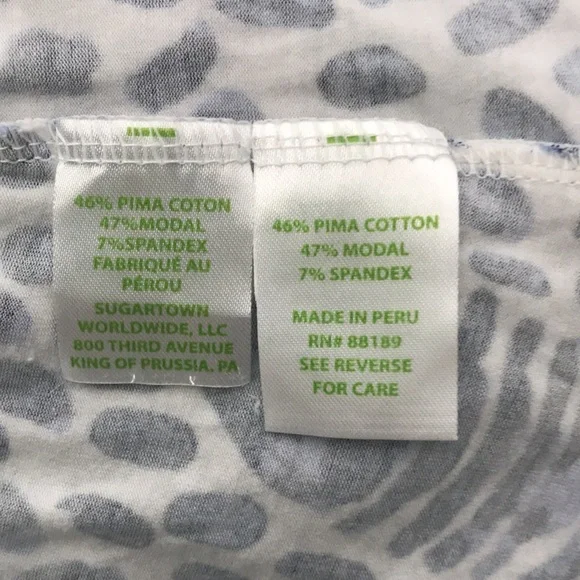 46% PIMA COTON
47%MODAL
7%SPANDEX
FABRIQUÉ AU
PÉROU
SUGARTOWN
WORLDWIDE, LLC
800 THIRD AVENUE
KING OF PRUSSIA, PA
46% PIMA COTTON
47% MODAL
7% SPANDEX
MADE IN PERU
RN# 88189
SEE REVERSE
FOR CARE